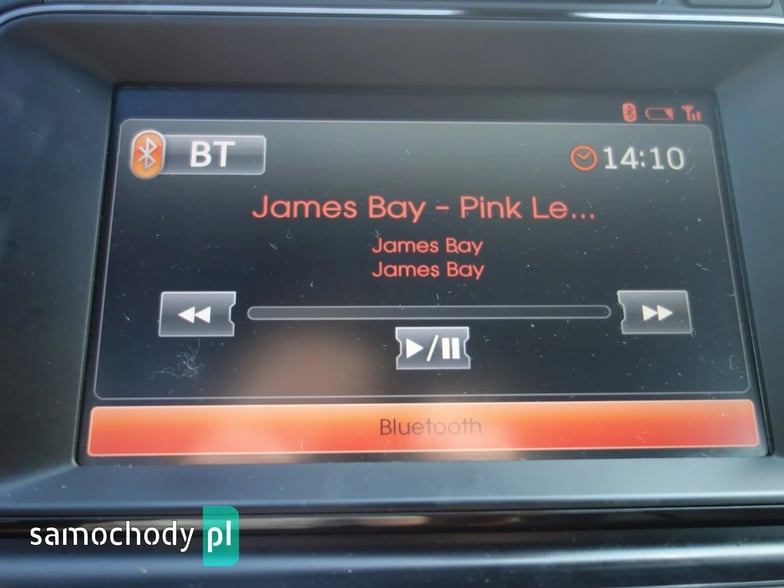 BT
14:10
James Bay - Pink Le...
James Bay
James Bay
Bluetooth
samochody pl